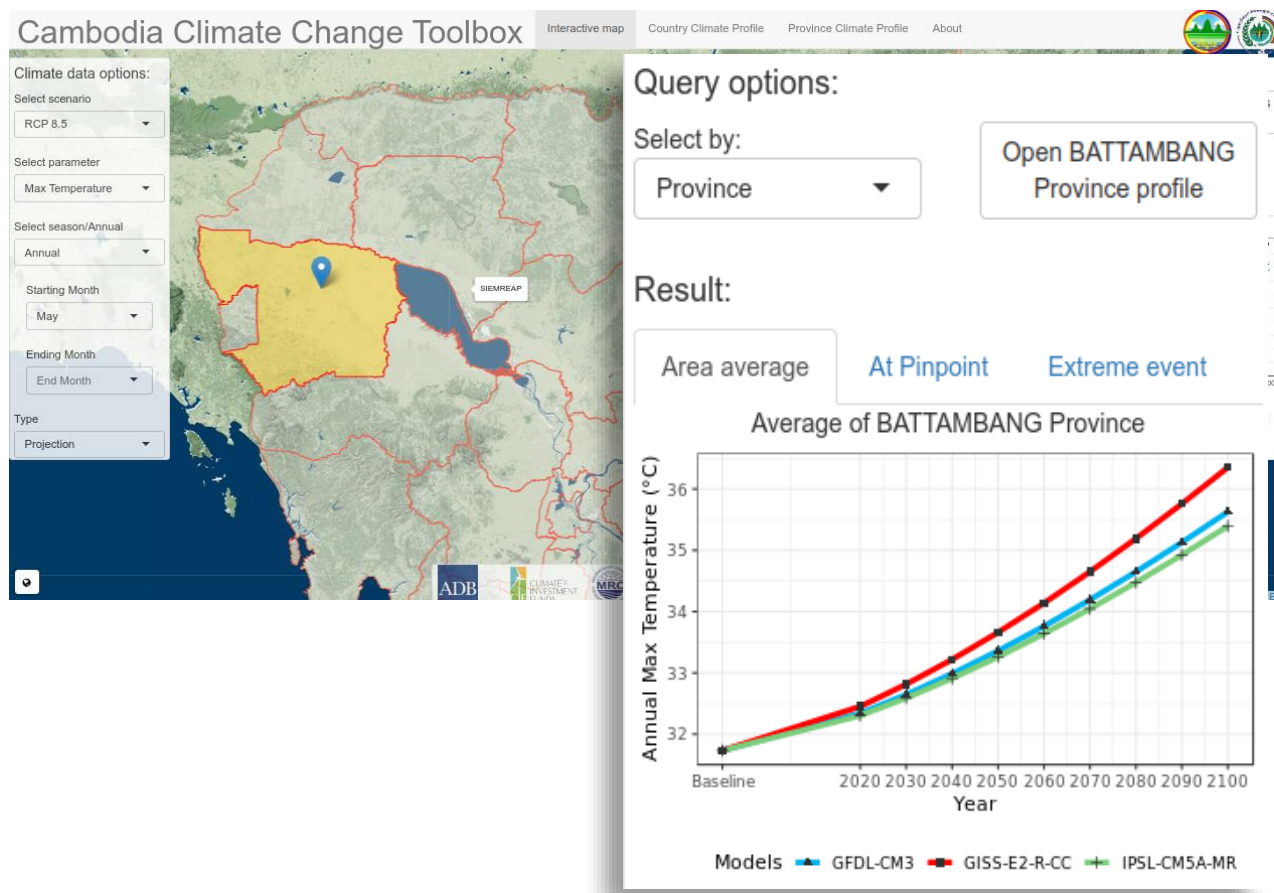 Cambodia Climate Change Toolbox
Interactive map
Country Climate Profile
Province Climate Profile
About
Climate data options:
Select scenario
RCP 8.5
Select parameter
Max Temperature
Select season/Annual
Annual
Starting Month
May
Ending Month
End Month
Type
Projection
SIEMREAP
ADB
CLIMATE
INVESTMENT
FUNDS
MRC
Query options:
Select by:
Province
Open BATTAMBANG
Province profile
Result:
Area average
At Pinpoint
Extreme event
Average of BATTAMBANG Province
Annual Max Temperature (°C)
36
35
34
33
32
Baseline
2020 2030 2040 2050 2060 2070 2080 2090 2100
Year
Models GFDL-CM3 GISS-E2-R-CC IPSL-CM5A-MR